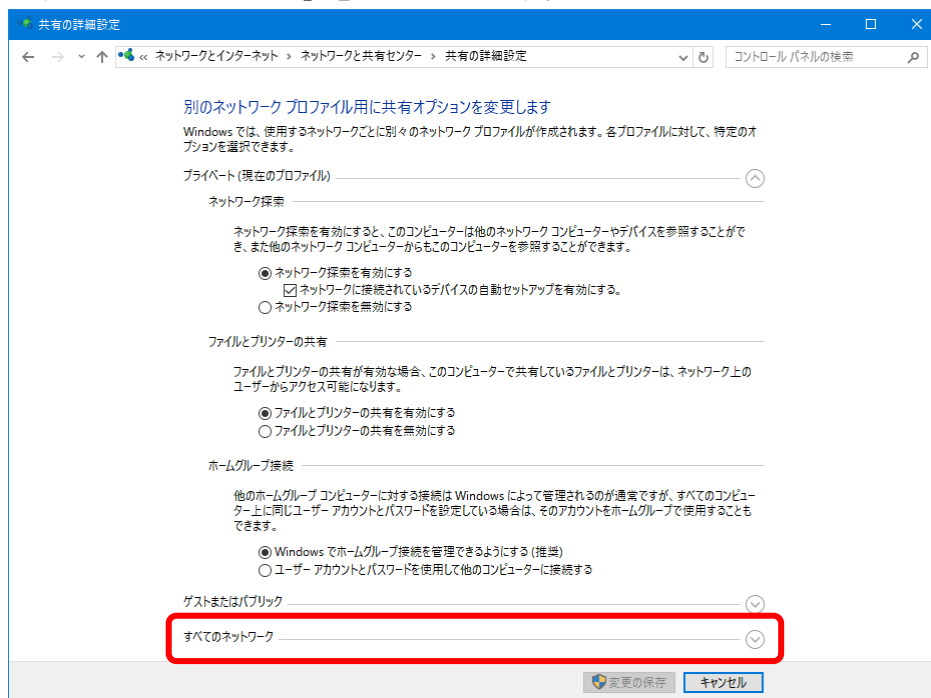 共有の詳細設定
« ネットワークとインターネット › ネットワークと共有センター › 共有の詳細設定
コントロール パネルの検索
別のネットワーク プロファイル用に共有オプションを変更します
Windows では、使用するネットワークごとに別々のネットワーク プロファイルが作成されます。各プロファイルに対して、特定のオ
プションを選択できます。
プライベート (現在のプロファイル)
ネットワーク探索
ネットワーク探索を有効にすると、このコンピューターは他のネットワーク コンピューターやデバイスを参照することがで
き、また他のネットワーク コンピューターからもこのコンピューターを参照することができます。
ネットワーク探索を有効にする
ネットワークに接続されているデバイスの自動セットアップを有効にする。
ネットワーク探索を無効にする
ファイルとプリンターの共有
ファイルとプリンターの共有が有効な場合、このコンピューターで共有しているファイルとプリンターは、ネットワーク上の
ユーザーからアクセス可能になります。
ファイルとプリンターの共有を有効にする
ファイルとプリンターの共有を無効にする
ホームグループ接続
他のホームグループ コンピューターに対する接続は Windows によって管理されるのが通常ですが、すべてのコンピュー
ター上に同じユーザー アカウントとパスワードを設定している場合は、そのアカウントをホームグループで使用することも
できます。
Windows でホームグループ接続を管理できるようにする (推奨)
ユーザー アカウントとパスワードを使用して他のコンピューターに接続する
ゲストまたはパブリック
すべてのネットワーク
変更の保存
キャンセル